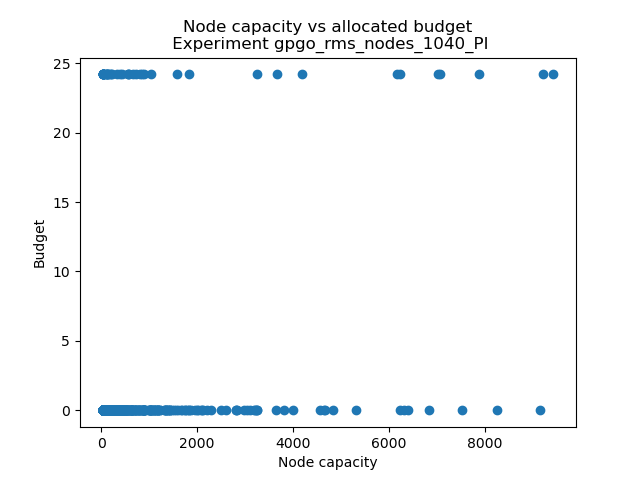 Node capacity vs allocated budget
Experiment gpgo_rms_nodes_1040_PI
25
20
15
10
5
0
Budget
0 2000 4000 6000 8000
Node capacity